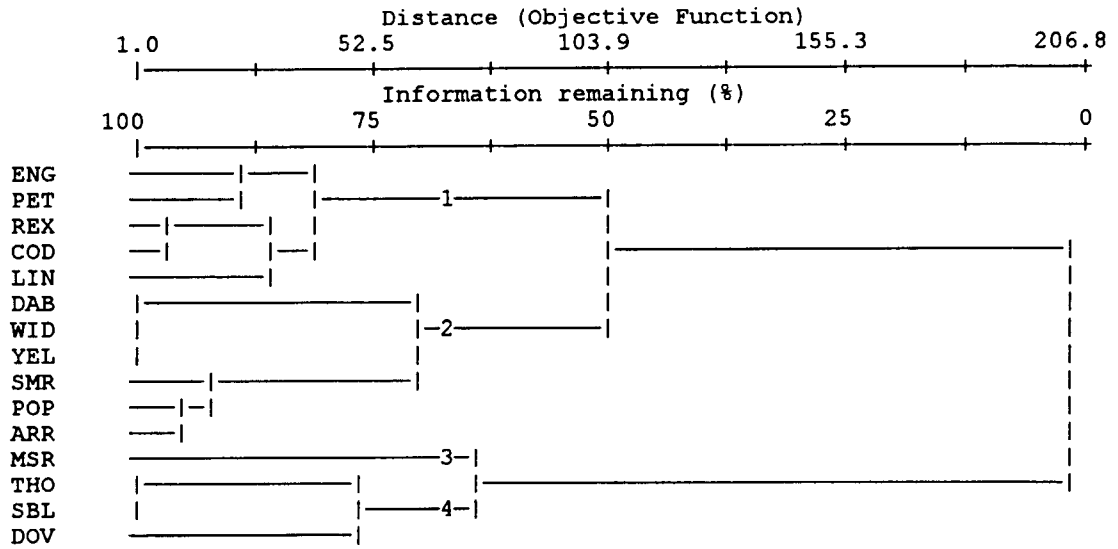 Distance (Objective Function)
1.0 52.5 103.9 155.3 206.8
Information remaining (%)
100 75 50 25 0
ENG
PET 1
REX
COD
LIN
DAB
WID 2
YEL
SMR
POP
ARR
MSR 3
THO
SBL 4
DOV